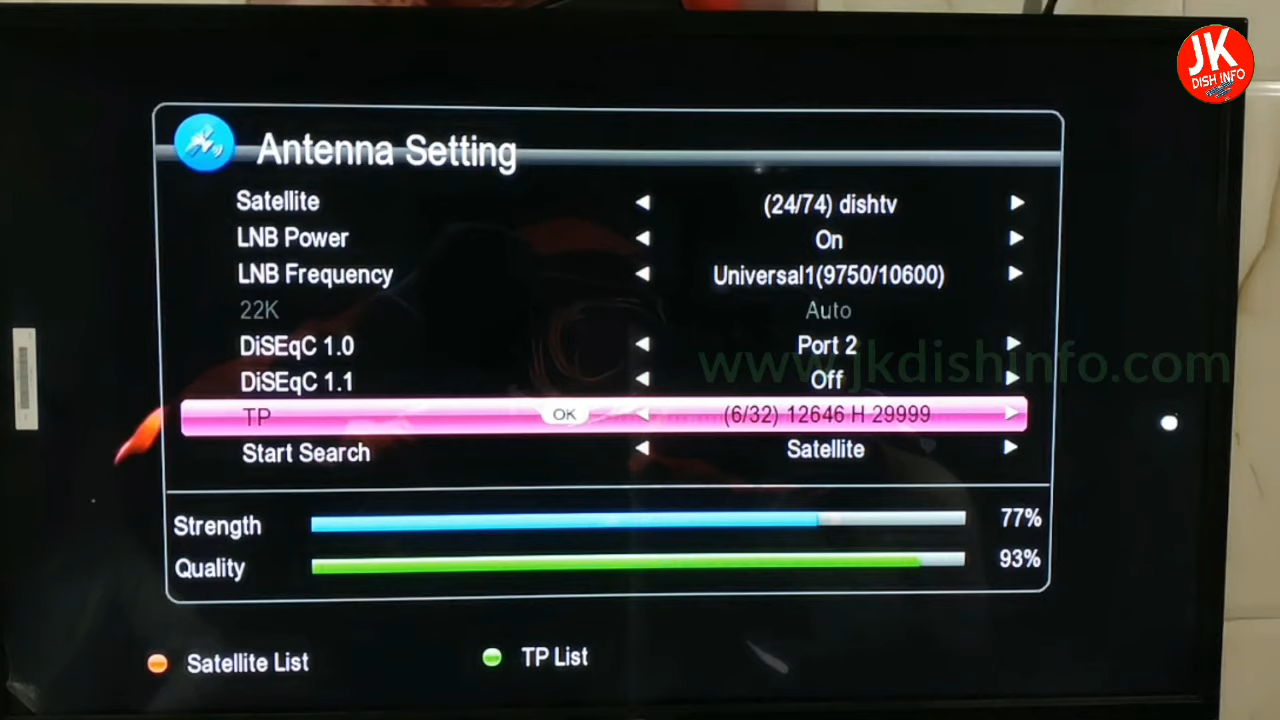 JK
DISH INFO
Antenna Setting
Satellite (24/74) dishtv
LNB Power On
LNB Frequency Universal1(9750/10600)
22K Auto
DiSEqC 1.0 Port 2
www.jkdishinfo.com
DiSEqC 1.1 Off
TP OK (6/32) 12646 H 29999
Start Search Satellite
Strength 77%
Quality 93%
Satellite List TP List